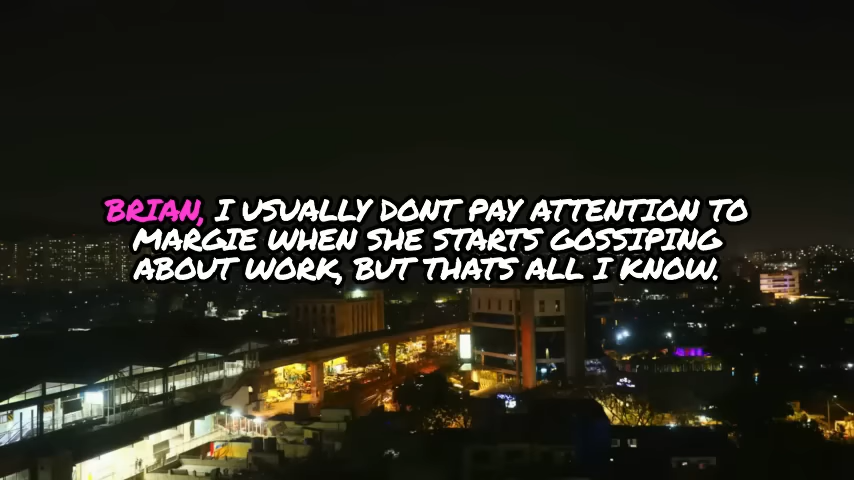 BRIAN, I USUALLY DONT PAY ATTENTION TO
MARGIE WHEN SHE STARTS GOSSIPING
ABOUT WORK, BUT THATS ALL I KNOW.